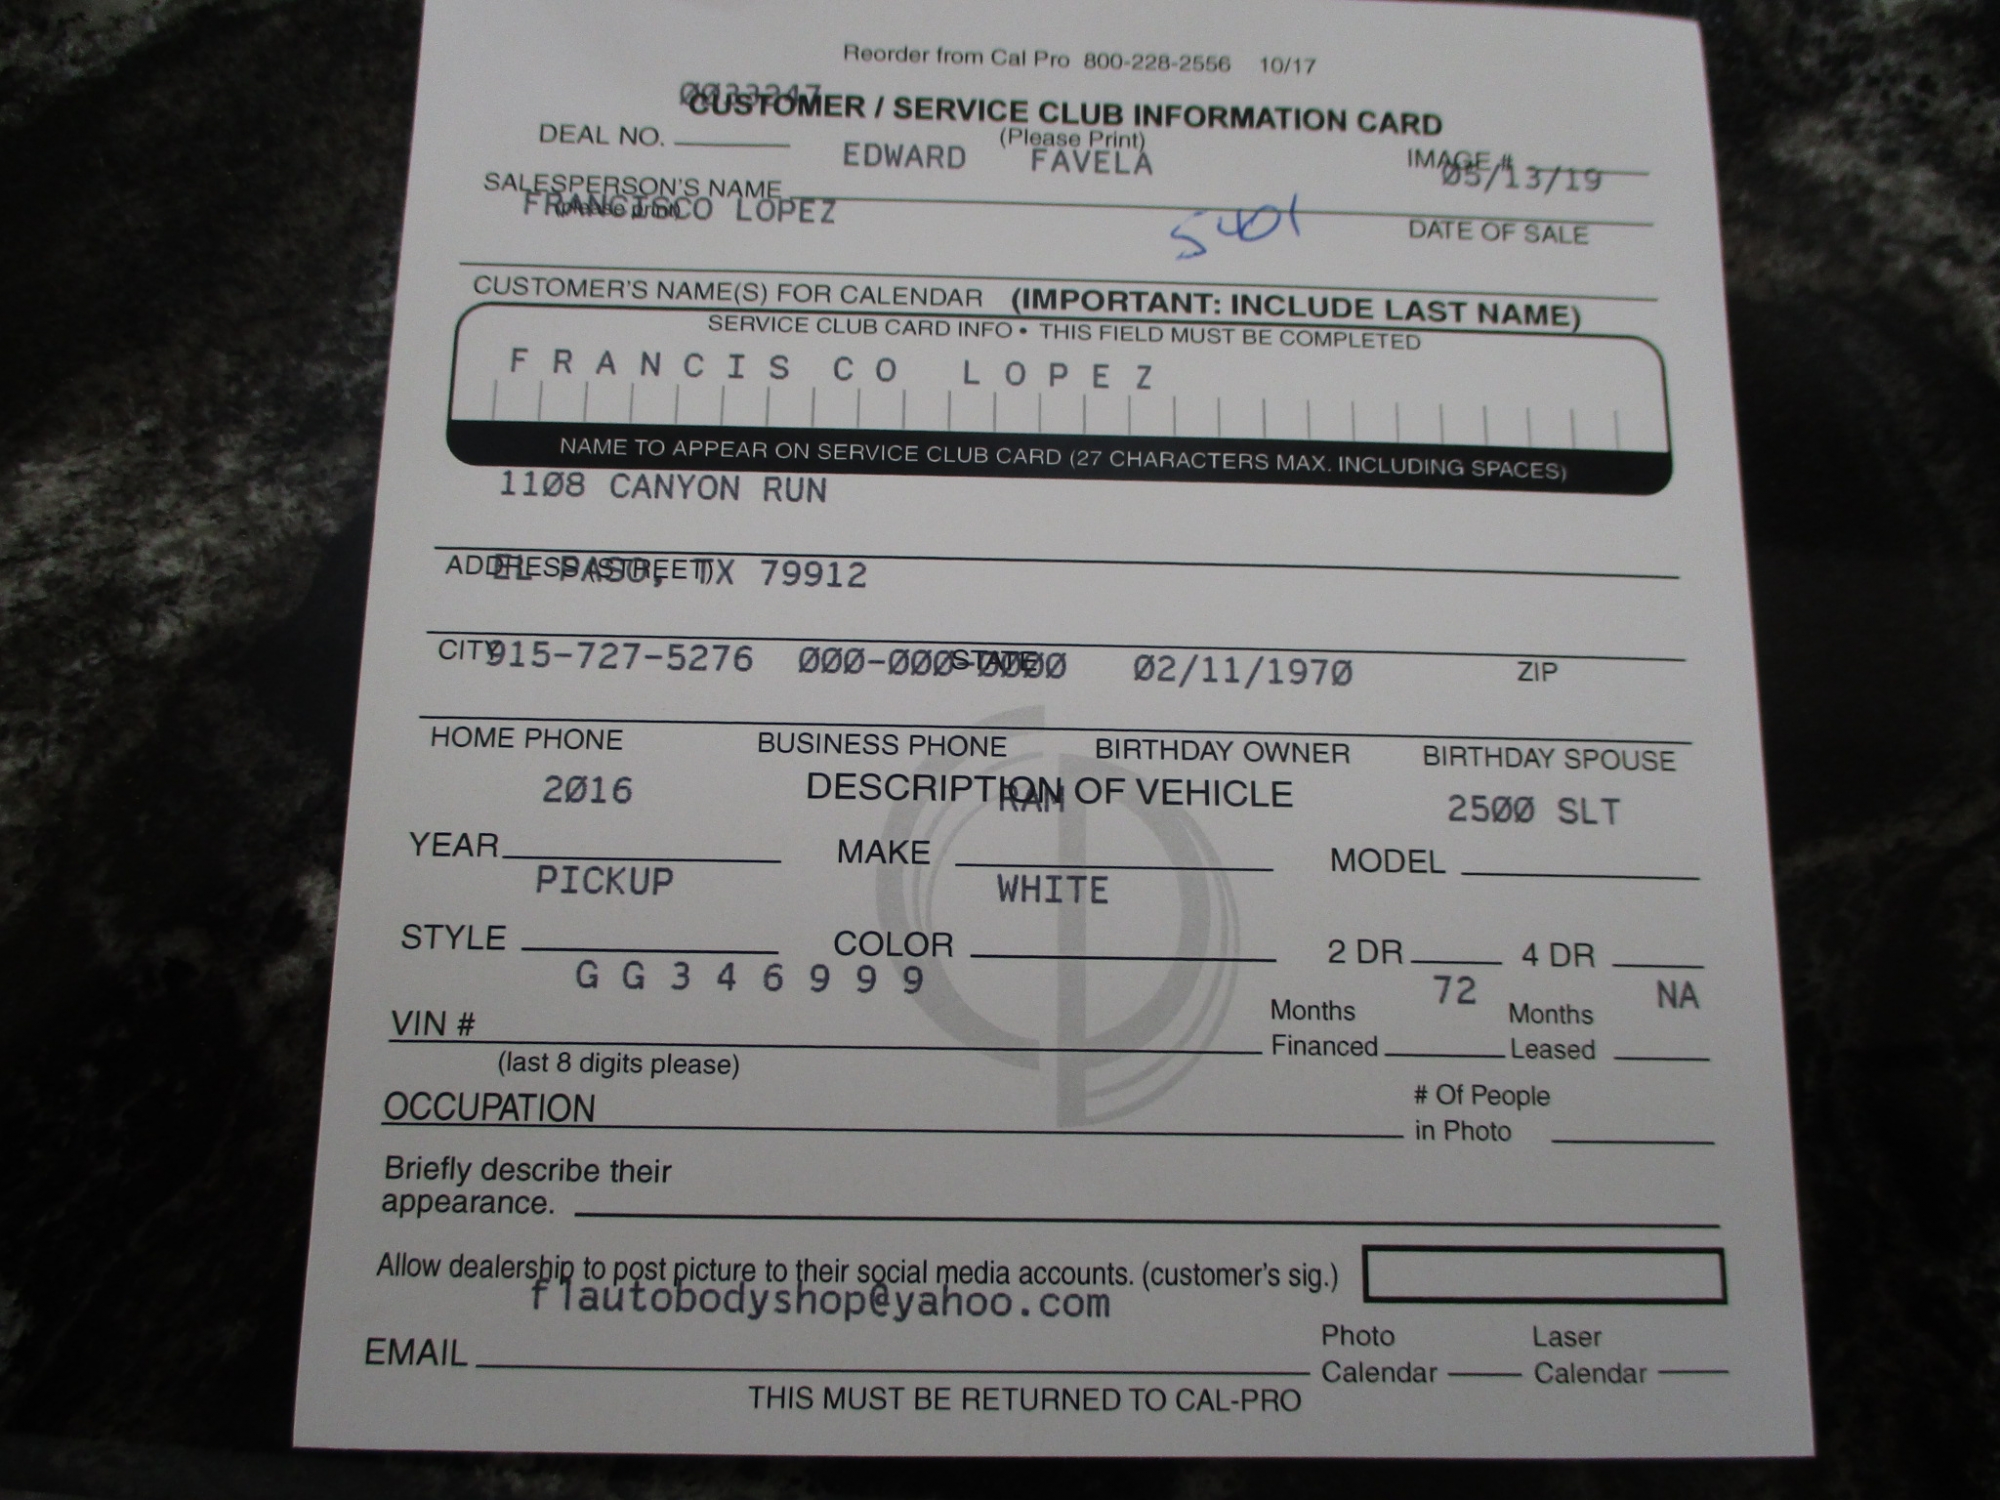 Reorder from Cal Pro 800-228-2556 10/17
CUSTOMER / SERVICE CLUB INFORMATION CARD
(Please Print)
DEAL NO.
EDWARD FAVELA
IMAGE #
05/13/19
SALESPERSON'S NAME
(please print)
FRANCISCO LOPEZ
5401
DATE OF SALE
CUSTOMER'S NAME(S) FOR CALENDAR (IMPORTANT: INCLUDE LAST NAME)
SERVICE CLUB CARD INFO • THIS FIELD MUST BE COMPLETED
FRANCISCO LOPEZ
NAME TO APPEAR ON SERVICE CLUB CARD (27 CHARACTERS MAX. INCLUDING SPACES)
1108 CANYON RUN
ADDRESS (STREET)
EL PASO, TX 79912
CITY STATE ZIP
915-727-5276 000-000-0000 02/11/1970
HOME PHONE BUSINESS PHONE BIRTHDAY OWNER BIRTHDAY SPOUSE
DESCRIPTION OF VEHICLE
2016 RAM 2500 SLT
YEAR MAKE MODEL
PICKUP WHITE
STYLE COLOR 2 DR 4 DR
GG346999 72 NA
VIN # Months Financed Months Leased
(last 8 digits please)
OCCUPATION # Of People in Photo
Briefly describe their
appearance.
Allow dealership to post picture to their social media accounts. (customer's sig.)
flautobodyshop@yahoo.com
EMAIL Photo Calendar Laser Calendar
THIS MUST BE RETURNED TO CAL-PRO